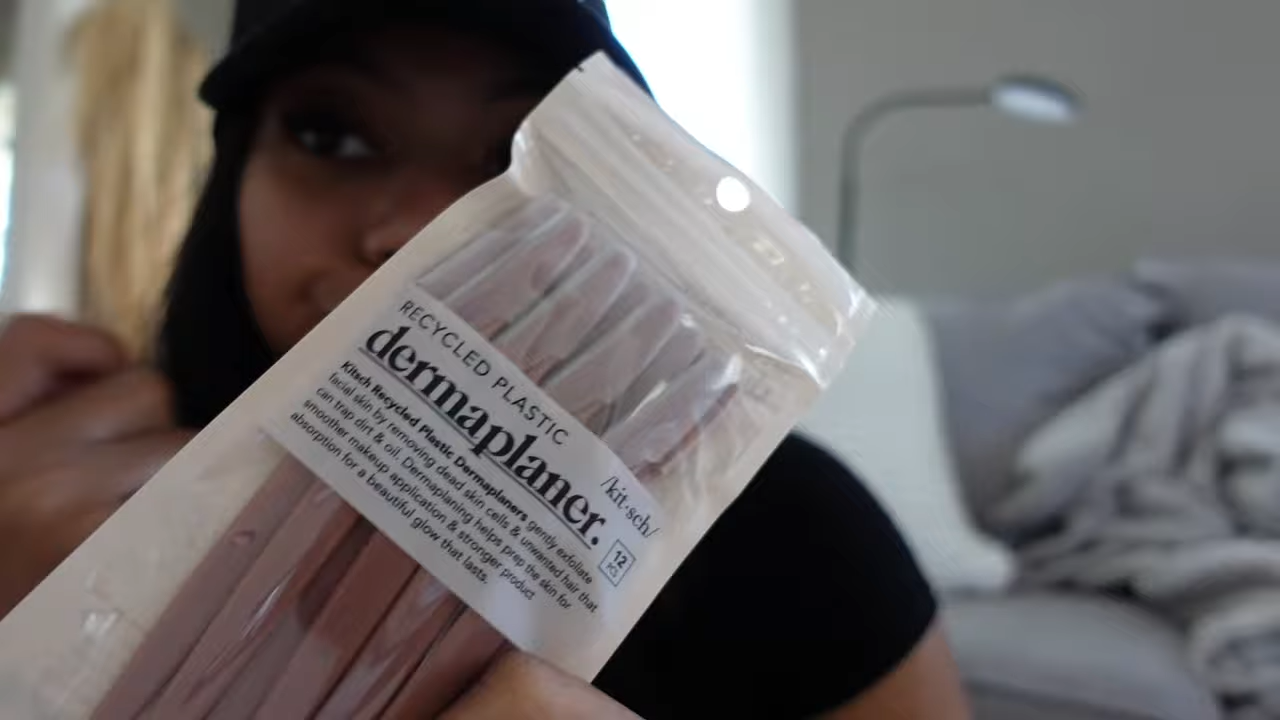 RECYCLED PLASTIC
dermaplaner.
/kit·sch/
Kitsch Recycled Plastic Dermaplaners gently exfoliate
facial skin by removing dead skin cells & unwanted hair that
can trap dirt & oil. Dermaplaning helps prep the skin for
smoother makeup application & stronger product
absorption for a beautiful glow that lasts.
12
PCS